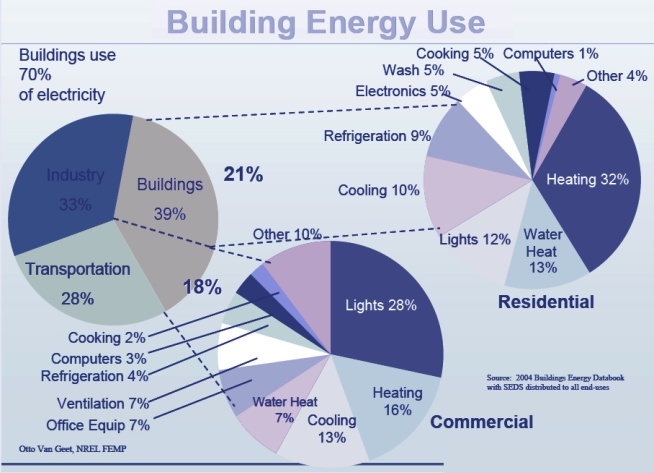 Building Energy Use
Buildings use
70%
of electricity
Industry
33%
Buildings
39%
Transportation
28%
21%
18%
Cooking 5%
Computers 1%
Wash 5%
Other 4%
Electronics 5%
Refrigeration 9%
Cooling 10%
Lights 12%
Water
Heat
13%
Heating 32%
Residential
Other 10%
Lights 28%
Cooking 2%
Computers 3%
Refrigeration 4%
Ventilation 7%
Office Equip 7%
Water Heat
7%
Cooling
13%
Heating
16%
Commercial
Source: 2004 Buildings Energy Databook
with SEDS distributed to all end-uses
Otto Van Geet, NREL FEMP